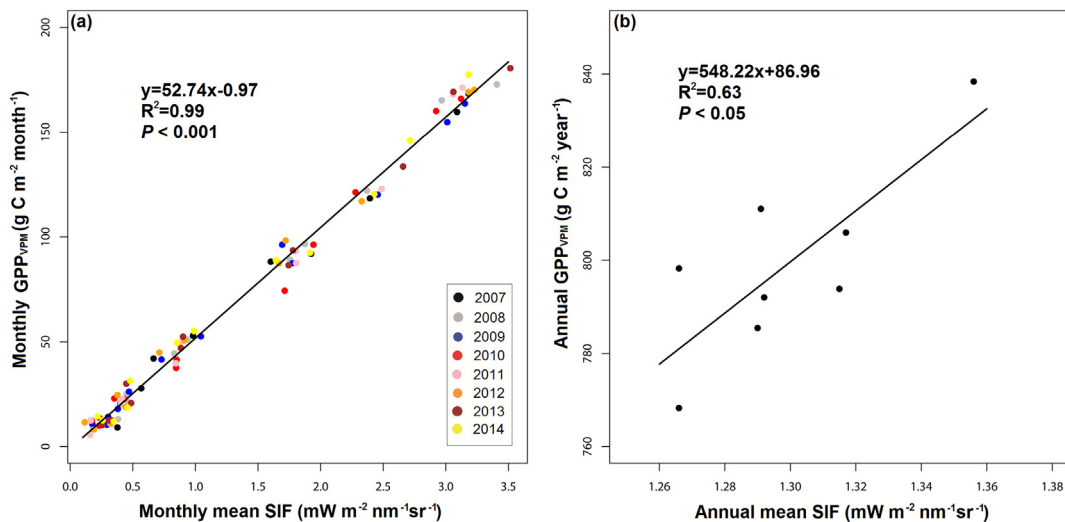 (a)
y=52.74x-0.97
R²=0.99
P < 0.001
Monthly GPPVPM (g C m⁻² month⁻¹)
200
150
100
50
0
2007
2008
2009
2010
2011
2012
2013
2014
0.0 0.5 1.0 1.5 2.0 2.5 3.0 3.5
Monthly mean SIF (mW m⁻² nm⁻¹sr⁻¹)
(b)
y=548.22x+86.96
R²=0.63
P < 0.05
Annual GPPVPM (g C m⁻² year⁻¹)
840
820
800
780
760
1.26 1.28 1.30 1.32 1.34 1.36 1.38
Annual mean SIF (mW m⁻² nm⁻¹sr⁻¹)